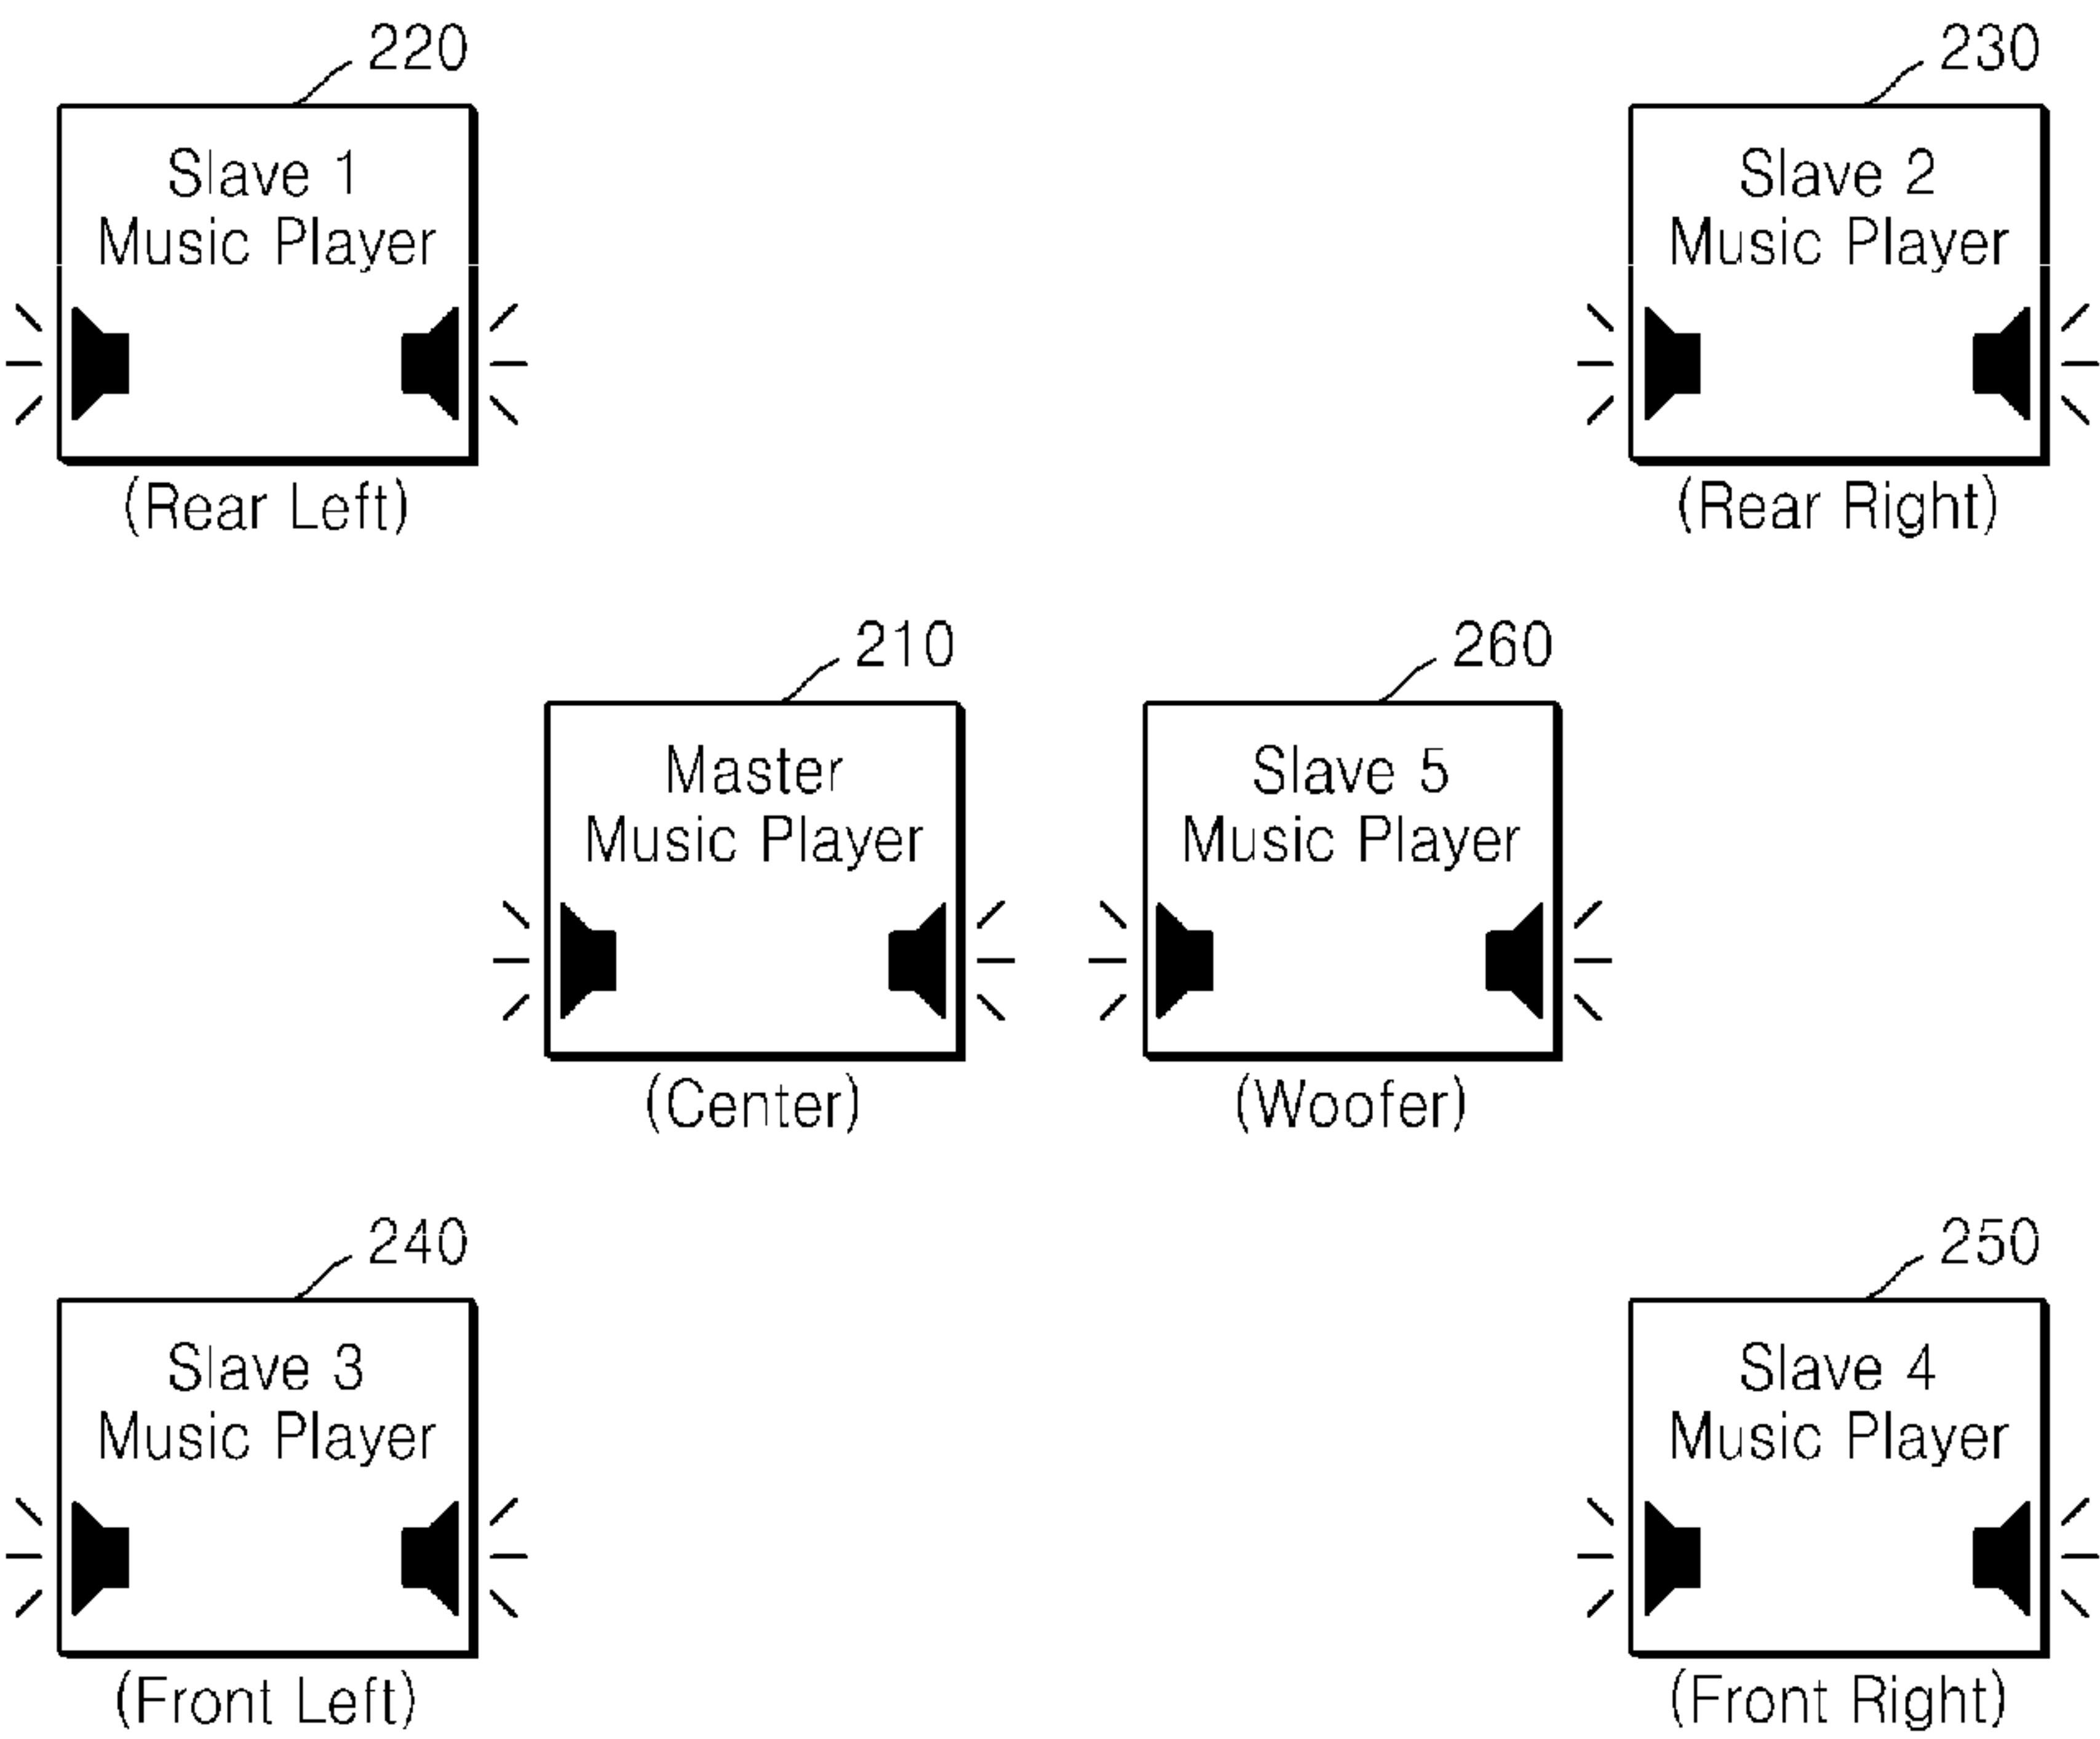 220
Slave 1
Music Player
(Rear Left)
230
Slave 2
Music Player
(Rear Right)
210
Master
Music Player
(Center)
260
Slave 5
Music Player
(Woofer)
240
Slave 3
Music Player
(Front Left)
250
Slave 4
Music Player
(Front Right)